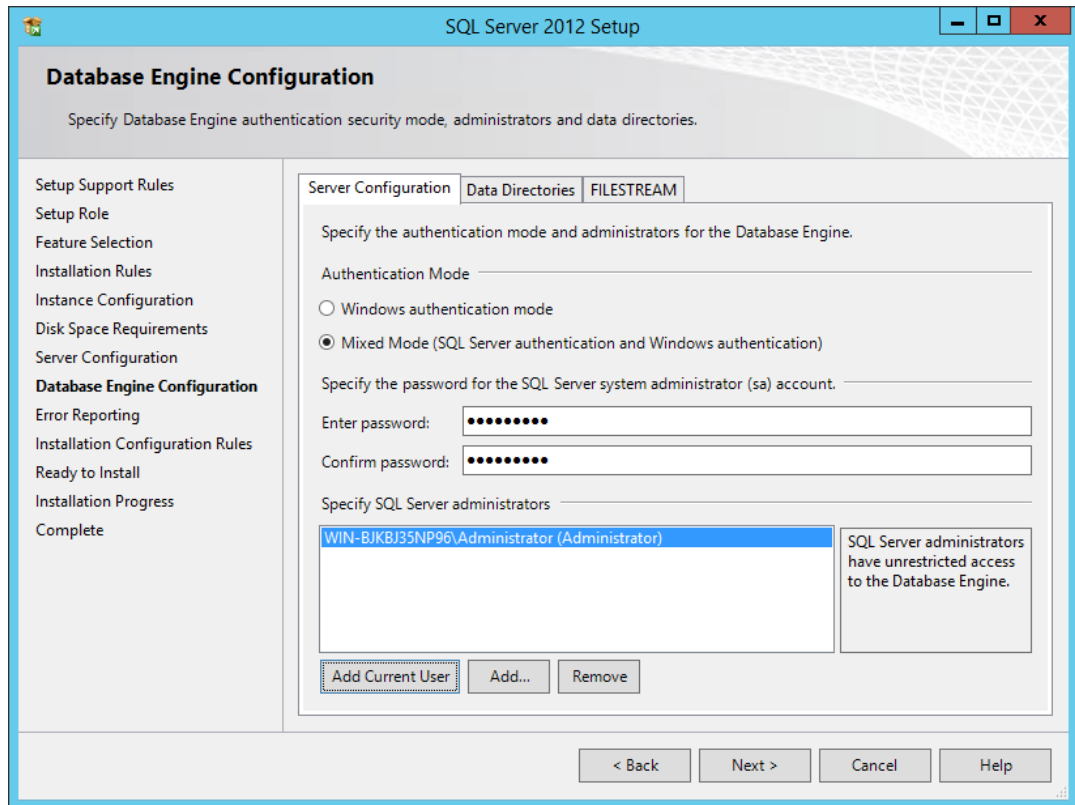 SQL Server 2012 Setup
Database Engine Configuration
Specify Database Engine authentication security mode, administrators and data directories.
Setup Support Rules
Setup Role
Feature Selection
Installation Rules
Instance Configuration
Disk Space Requirements
Server Configuration
Database Engine Configuration
Error Reporting
Installation Configuration Rules
Ready to Install
Installation Progress
Complete
Server Configuration
Data Directories
FILESTREAM
Specify the authentication mode and administrators for the Database Engine.
Authentication Mode
Windows authentication mode
Mixed Mode (SQL Server authentication and Windows authentication)
Specify the password for the SQL Server system administrator (sa) account.
Enter password: ●●●●●●●●●
Confirm password: ●●●●●●●●●
Specify SQL Server administrators
WIN-BJKBJ35NP96\Administrator (Administrator)
SQL Server administrators
have unrestricted access
to the Database Engine.
Add Current User
Add...
Remove
< Back
Next >
Cancel
Help